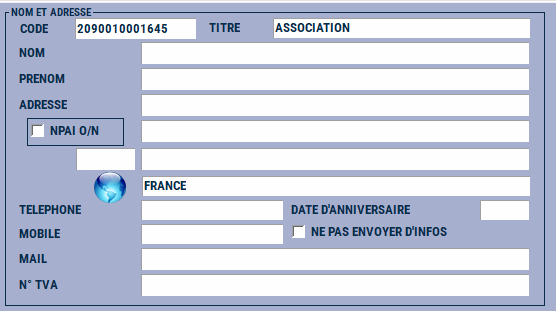 NOM ET ADRESSE
CODE 2090010001645 TITRE ASSOCIATION
NOM
PRENOM
ADRESSE
NPAI O/N
FRANCE
TELEPHONE DATE D'ANNIVERSAIRE
MOBILE NE PAS ENVOYER D'INFOS
MAIL
N° TVA